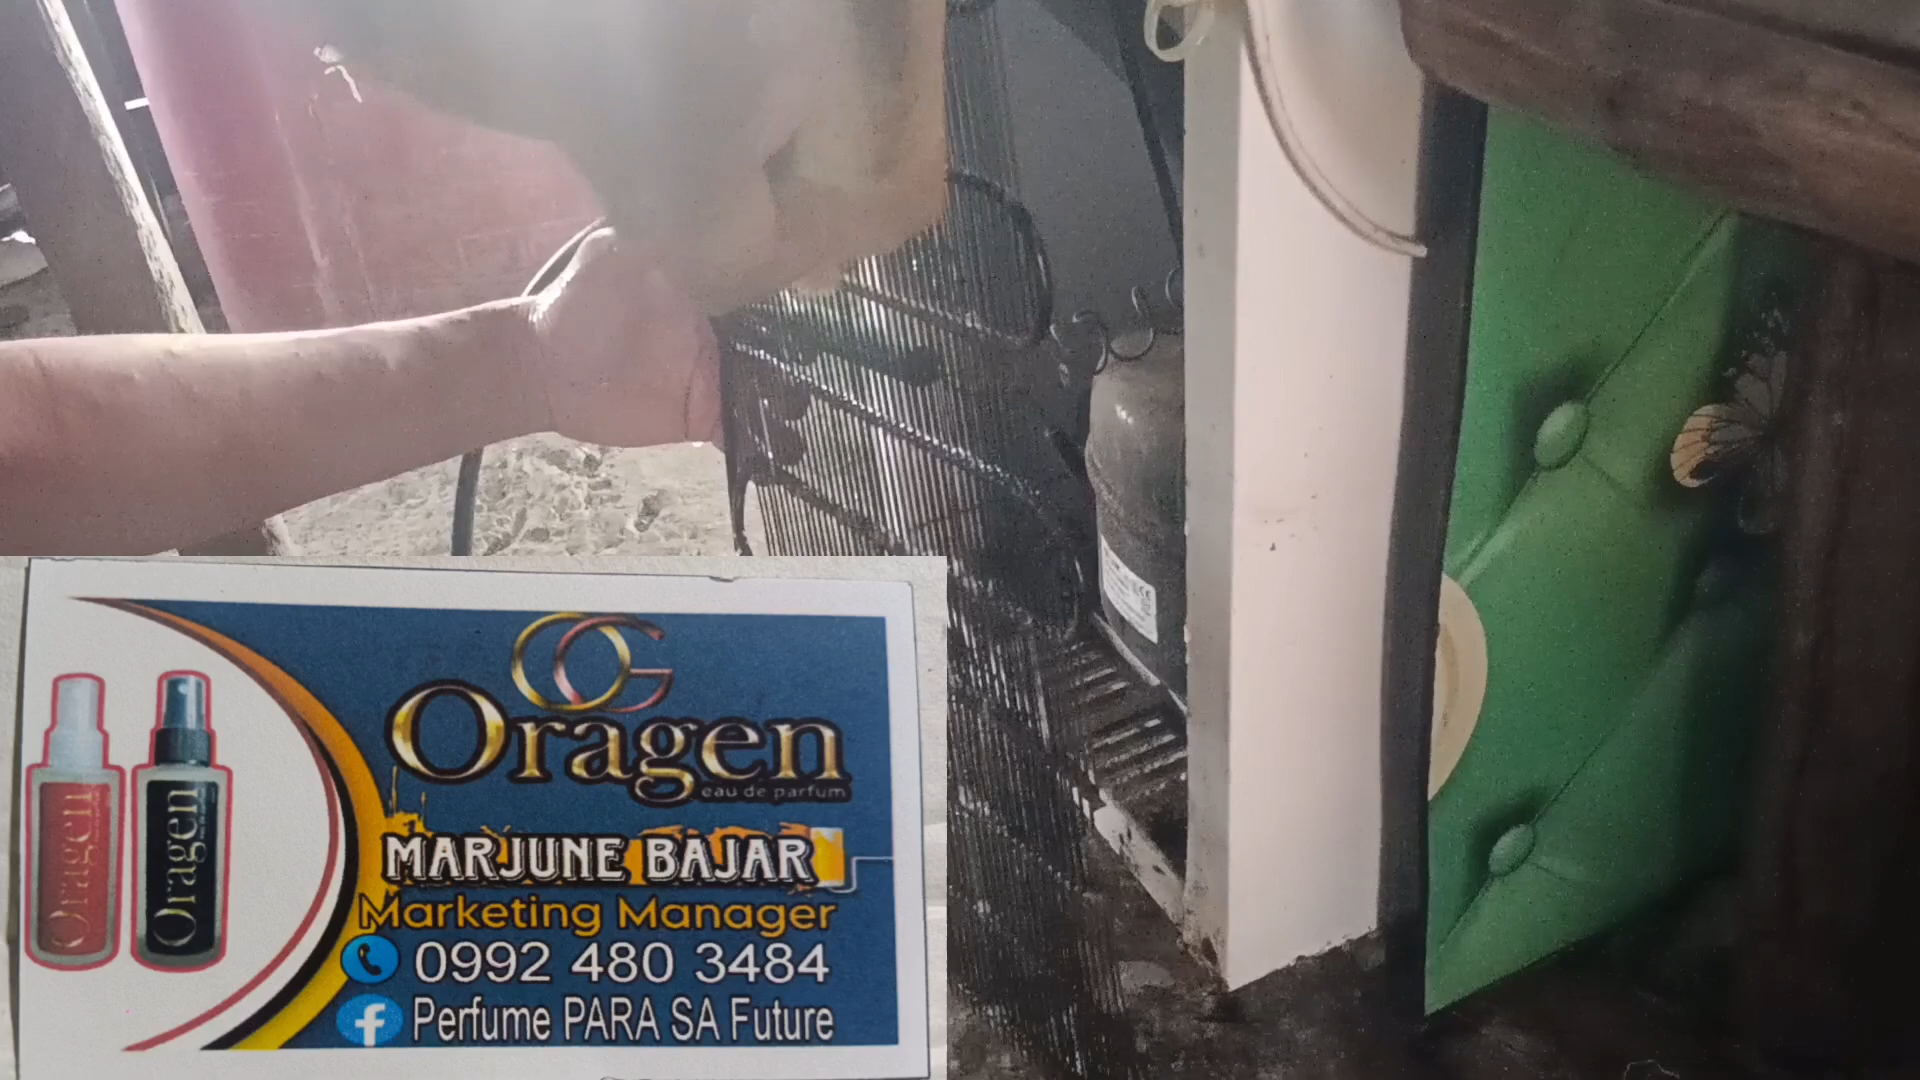 OG
Oragen
eau de parfum
MARJUNE BAJAR
Marketing Manager
0992 480 3484
f Perfume PARA SA Future
Oragen
Oragen